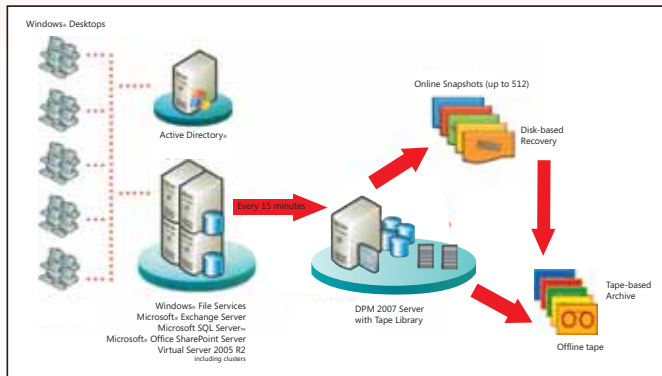 Windows® Desktops
Active Directory®
Every 15 minutes
Windows® File Services
Microsoft® Exchange Server
Microsoft SQL Server™
Microsoft® Office SharePoint Server
Virtual Server 2005 R2
including clusters
DPM 2007 Server
with Tape Library
Online Snapshots (up to 512)
Disk-based
Recovery
Tape-based
Archive
Offline tape